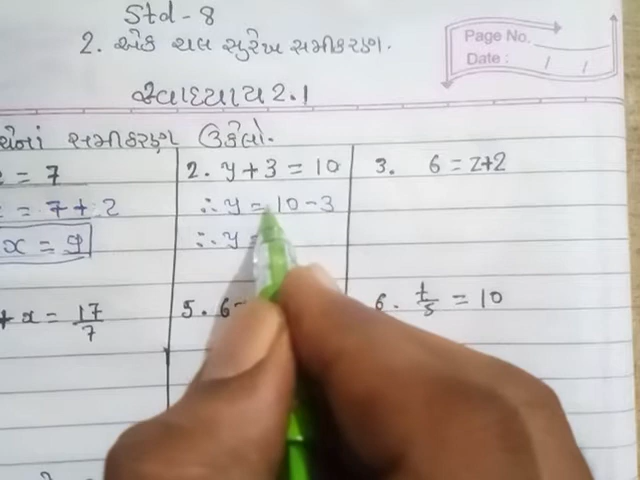 Std - 8
2. એક ચલ સુરેખ સમીકરણ.
Page No.
Date : / /
સ્વાધ્યાય 2.1
સમીકરણ ઉકેલો.
= 7
= 7 + 2
x = 9
2. y + 3 = 10
∴ y = 10 - 3
∴ y =
3. 6 = z + 2
+ x = 17/7
5. 6
6. t/5 = 10